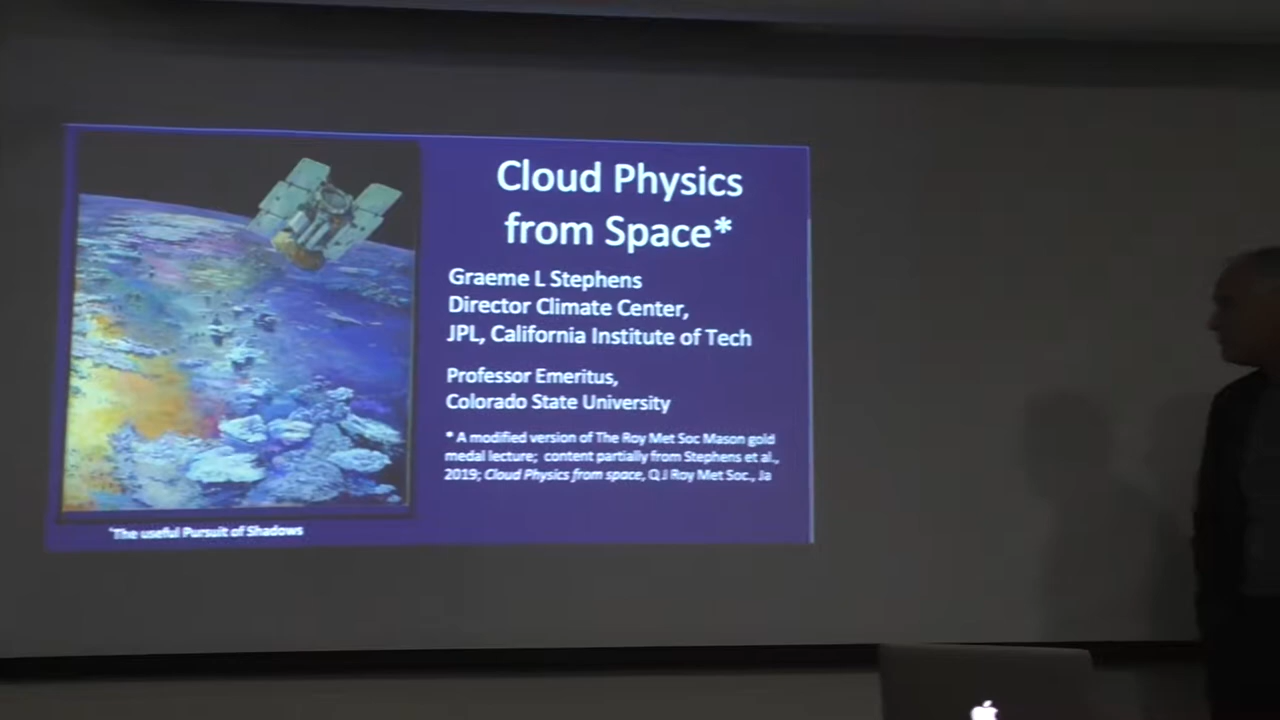 Cloud Physics
from Space*
Graeme L Stephens
Director Climate Center,
JPL, California Institute of Tech
Professor Emeritus,
Colorado State University
* A modified version of The Roy Met Soc Mason gold
medal lecture; content partially from Stephens et al.,
2019; Cloud Physics from space, Q J Roy Met Soc., Ja
'The useful Pursuit of Shadows